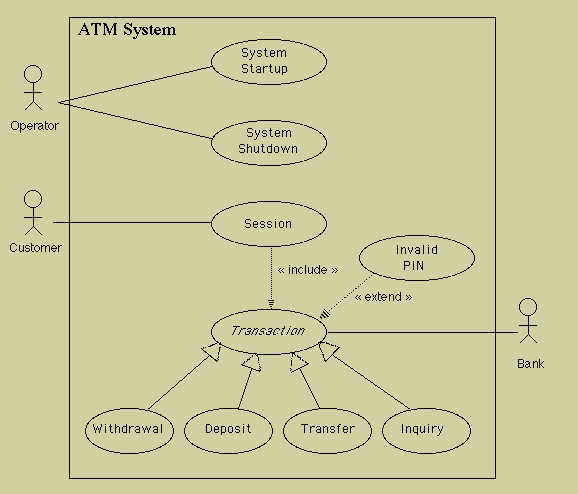 ATM System
System
Startup
Operator
System
Shutdown
Session
Customer
Invalid
PIN
« include »
« extend »
Transaction
Bank
Withdrawal
Deposit
Transfer
Inquiry